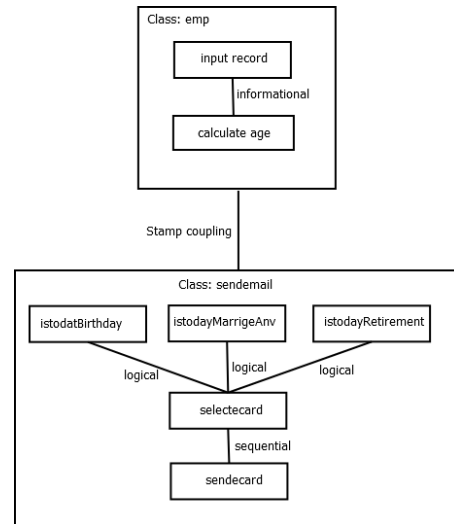 Class: emp
input record
informational
calculate age
Stamp coupling
Class: sendemail
istodatBirthday
istodayMarrigeAnv
istodayRetirement
logical
logical
logical
selectecard
sequential
sendecard